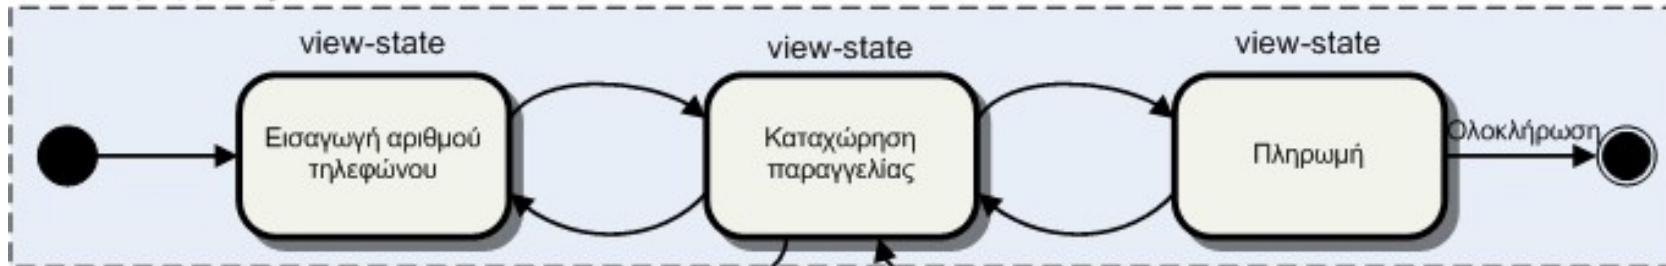 view-state
view-state
view-state
Εισαγωγή αριθμού
τηλεφώνου
Καταχώρηση
παραγγελίας
Πληρωμή
Ολοκλήρωση